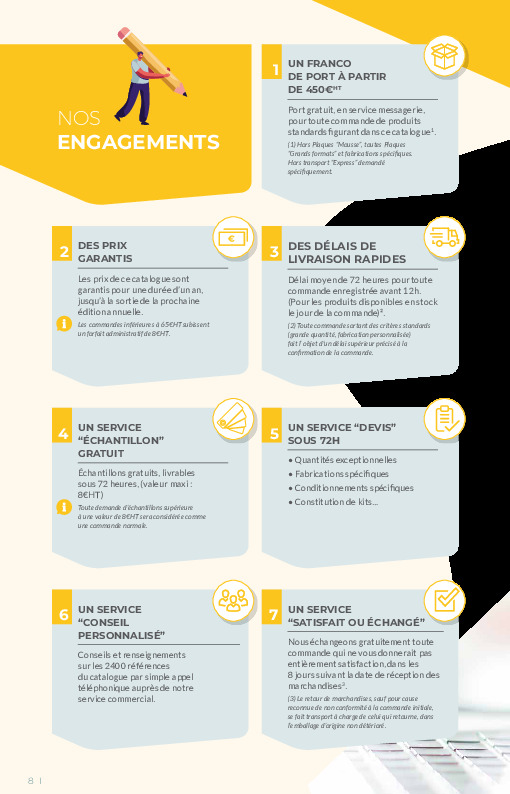 NOS
ENGAGEMENTS
1
UN FRANCO
DE PORT À PARTIR
DE 450€HT
Port gratuit, en service messagerie,
pour toute commande de produits
standards figurant dans ce catalogue¹.
(1) Hors Plaques "Mousse", toutes Plaques
"Grands formats" et fabrications spécifiques.
Hors transport "Express" demandé
spécifiquement.
2
DES PRIX
GARANTIS
Les prix de ce catalogue sont
garantis pour une durée d'un an,
jusqu'à la sortie de la prochaine
édition annuelle.
Les commandes inférieures à 65€HT subissent
un forfait administratif de 8€HT.
3
DES DÉLAIS DE
LIVRAISON RAPIDES
Délai moyen de 72 heures pour toute
commande enregistrée avant 12h.
(Pour les produits disponibles en stock
le jour de la commande)².
(2) Toute commande sortant des critères standards
(grande quantité, fabrication personnalisée)
fait l'objet d'un délai supérieur précisé à la
confirmation de la commande.
4
UN SERVICE
"ÉCHANTILLON"
GRATUIT
Échantillons gratuits, livrables
sous 72 heures, (valeur maxi :
8€HT)
Toute demande d'échantillons supérieure
à une valeur de 8€HT sera considérée comme
une commande normale.
5
UN SERVICE "DEVIS"
SOUS 72H
• Quantités exceptionnelles
• Fabrications spécifiques
• Conditionnements spécifiques
• Constitution de kits...
6
UN SERVICE
"CONSEIL
PERSONNALISÉ"
Conseils et renseignements
sur les 2400 références
du catalogue par simple appel
téléphonique auprès de notre
service commercial.
7
UN SERVICE
"SATISFAIT OU ÉCHANGÉ"
Nous échangeons gratuitement toute
commande qui ne vous donnerait pas
entièrement satisfaction, dans les
8 jours suivant la date de réception des
marchandises³.
(3) Le retour de marchandises, sauf pour cause
reconnue de non conformité à la commande initiale,
se fait transport à charge de celui qui retourne, dans
l'emballage d'origine non détérioré.
8 I